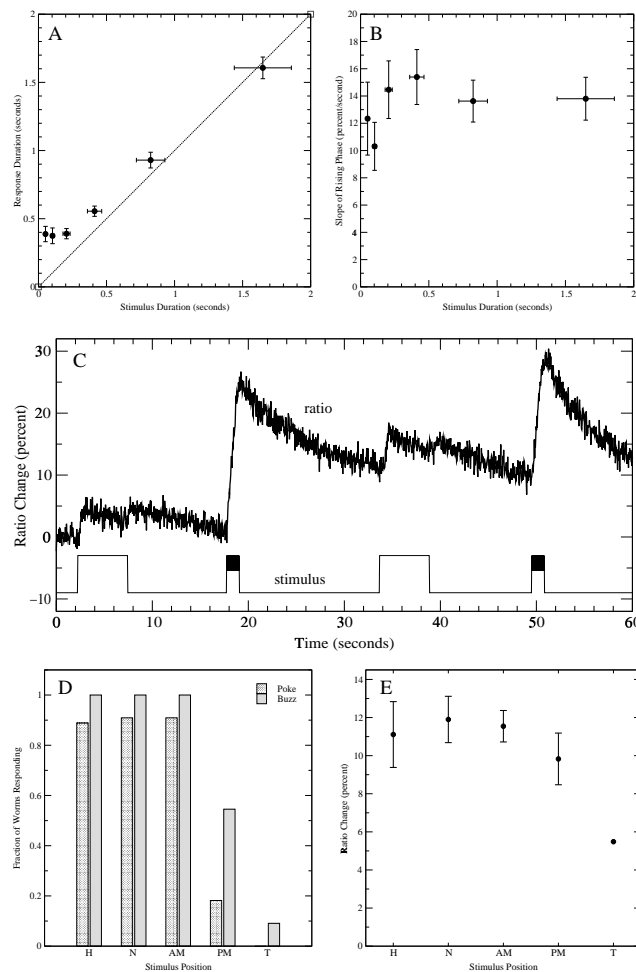 A
Response Duration (seconds)
2
1.5
1
0.5
0
0
0.5
1
1.5
2
Stimulus Duration (seconds)
B
Slope of Rising Phase (percent/second)
20
18
16
14
12
10
8
6
4
2
0
0
0.5
1
1.5
2
Stimulus Duration (seconds)
C
Ratio Change (percent)
30
20
10
0
−10
ratio
stimulus
0
10
20
30
40
50
60
Time (seconds)
D
Poke
Buzz
Fraction of Worms Responding
1
0.8
0.6
0.4
0.2
0
H N AM PM T
Stimulus Position
E
Ratio Change (percent)
14
12
10
8
6
4
2
0
H N AM PM T
Stimulus Position